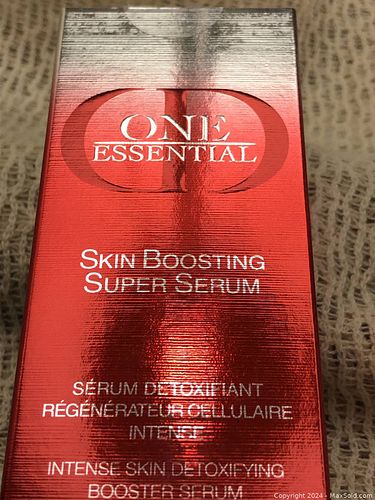 ONE
ESSENTIAL
SKIN BOOSTING
SUPER SERUM
SÉRUM DÉTOXIFIANT
RÉGÉNÉRATEUR CELLULAIRE
INTENSE
INTENSE SKIN DETOXIFYING
BOOSTER SERUM
Copyright 2024 - MaxSold.com